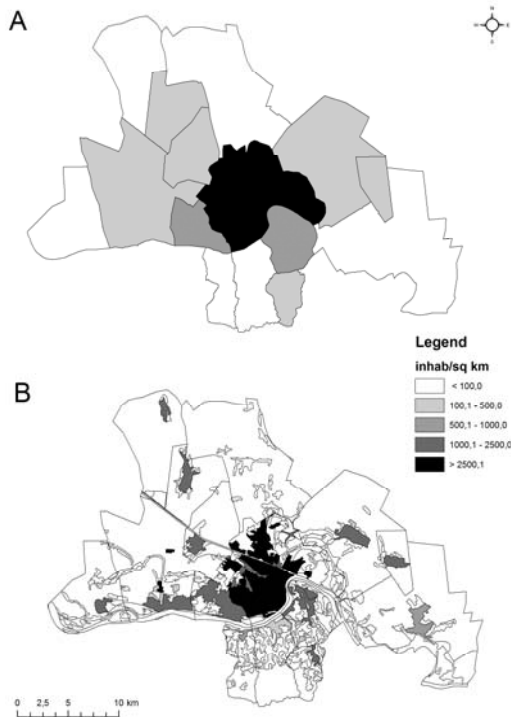 A
N
W E
S
Legend
inhab/sq km
< 100,0
100,1 - 500,0
500,1 - 1000,0
1000,1 - 2500,0
> 2500,1
B
0 2,5 5 10 km